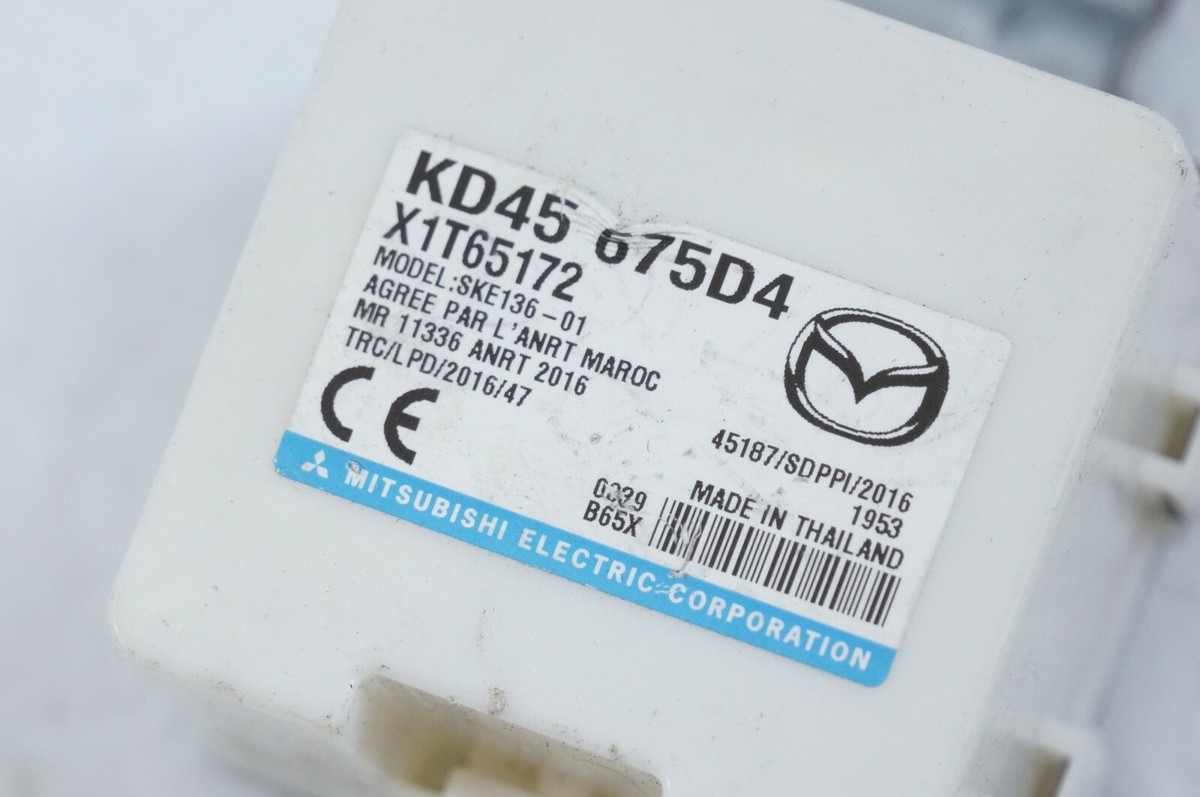 KD45 675D4
X1T65172
MODEL:SKE136-01
AGREE PAR L'ANRT MAROC
MR 11336 ANRT 2016
TRC/LPD/2016/47
CE
45187/SDPPI/2016
1953
MADE IN THAILAND
B65X
MITSUBISHI ELECTRIC CORPORATION